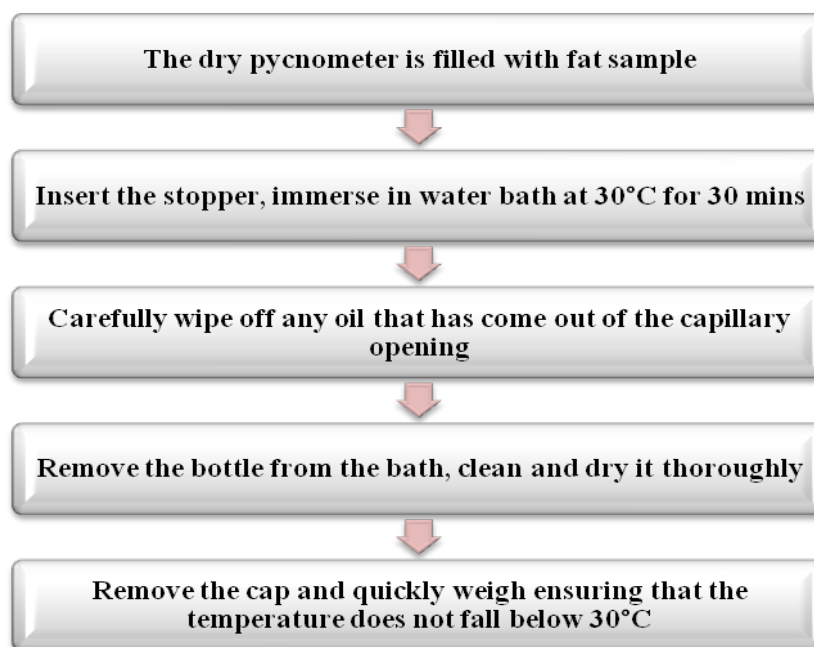 The dry pycnometer is filled with fat sample
Insert the stopper, immerse in water bath at 30°C for 30 mins
Carefully wipe off any oil that has come out of the capillary
opening
Remove the bottle from the bath, clean and dry it thoroughly
Remove the cap and quickly weigh ensuring that the
temperature does not fall below 30°C